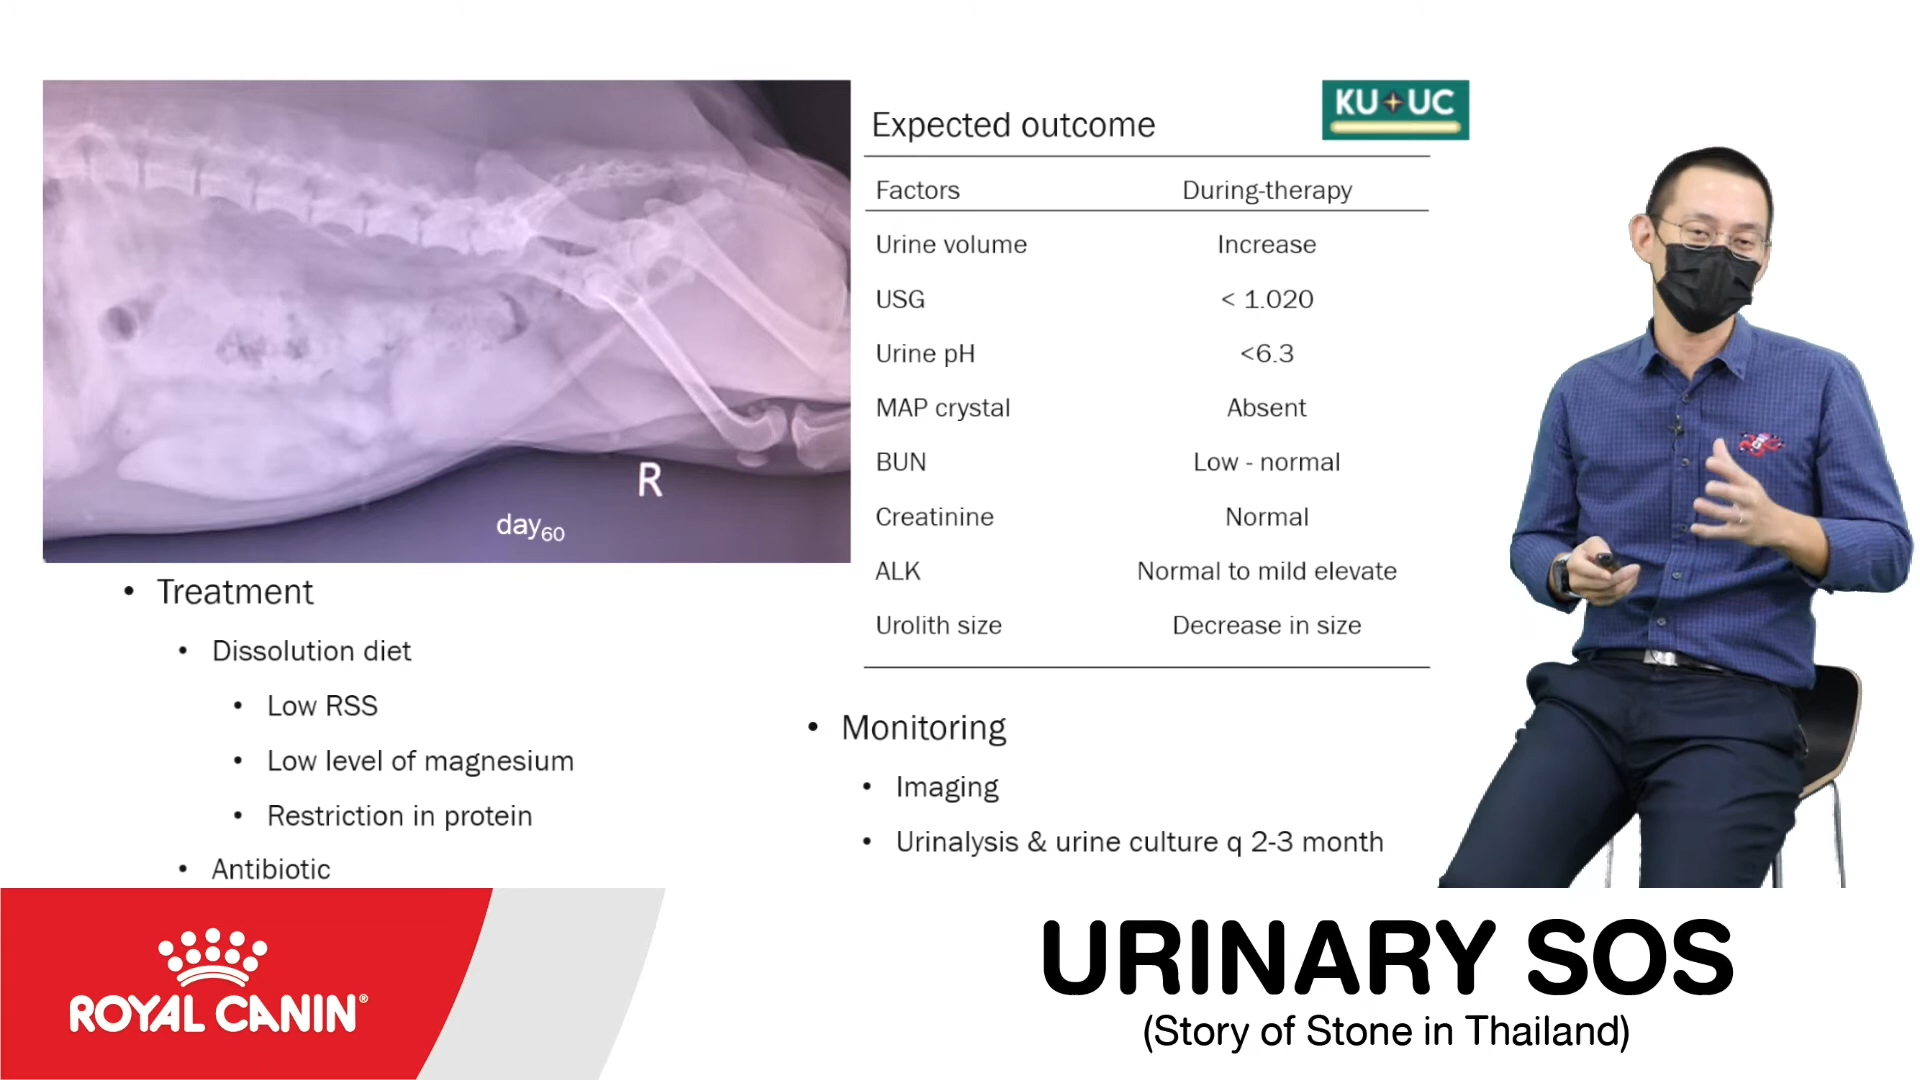 KU+UC
Expected outcome
Factors During-therapy
Urine volume Increase
USG < 1.020
Urine pH <6.3
MAP crystal Absent
BUN Low - normal
Creatinine Normal
ALK Normal to mild elevate
Urolith size Decrease in size
R
day60
• Treatment
• Dissolution diet
• Low RSS
• Low level of magnesium
• Restriction in protein
• Antibiotic
• Monitoring
• Imaging
• Urinalysis & urine culture q 2-3 month
ROYAL CANIN®
URINARY SOS
(Story of Stone in Thailand)